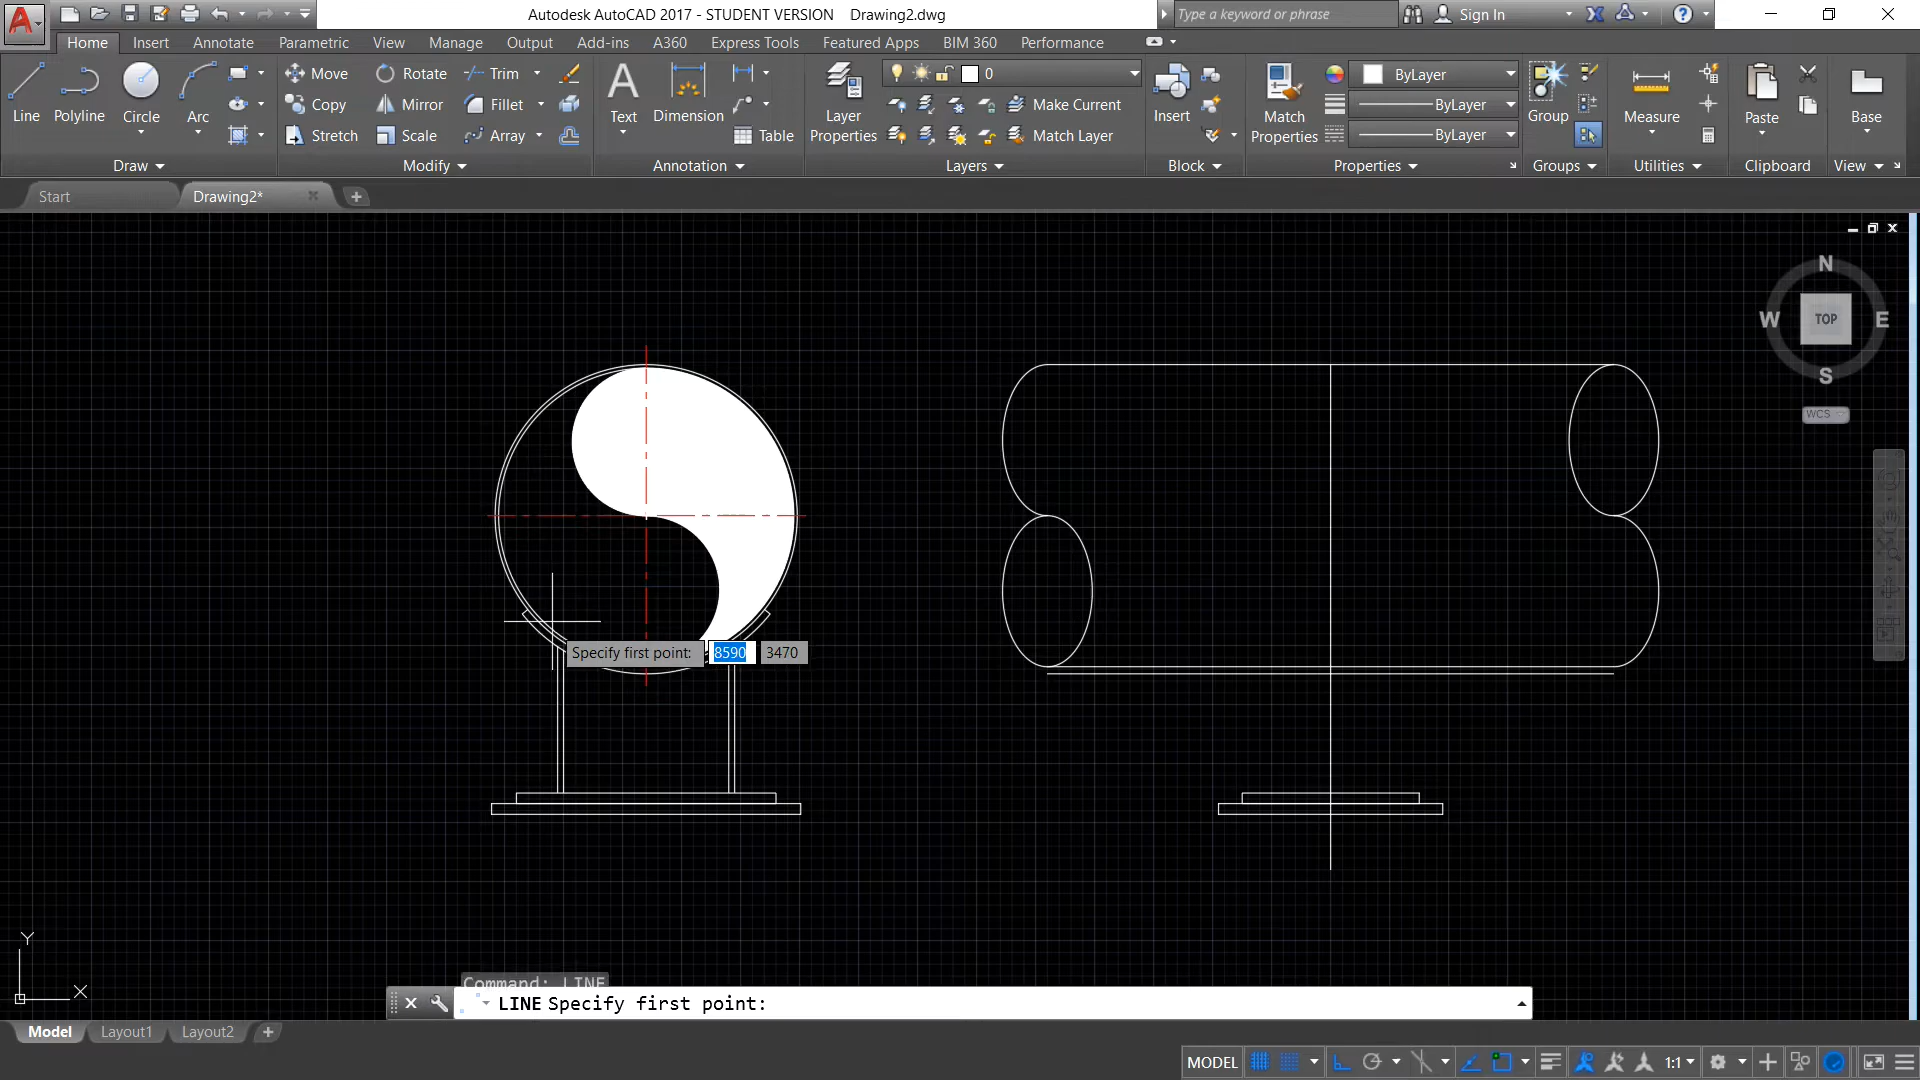 Autodesk AutoCAD 2017 - STUDENT VERSION Drawing2.dwg
Type a keyword or phrase
Sign In
Home Insert Annotate Parametric View Manage Output Add-ins A360 Express Tools Featured Apps BIM 360 Performance
Line Polyline Circle Arc
Move Rotate Trim
Copy Mirror Fillet
Stretch Scale Array
Text Dimension Table
Layer Properties
0
Make Current
Match Layer
Insert
Match Properties
ByLayer
ByLayer
ByLayer
Group Measure Paste Base
Draw Modify Annotation Layers Block Properties Groups Utilities Clipboard View
Start Drawing2*
N
W TOP E
S
WCS
Specify first point: 8590 3470
Y
X
Command: LINE
LINE Specify first point:
Model Layout1 Layout2
MODEL 1:1